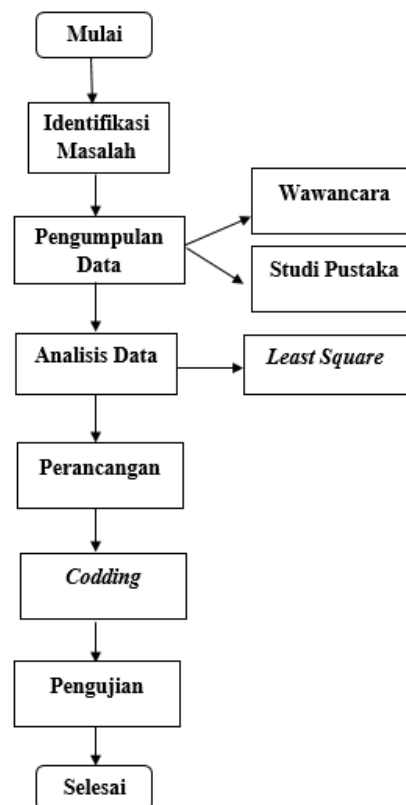 Mulai
Identifikasi
Masalah
Pengumpulan
Data
Wawancara
Studi Pustaka
Analisis Data
Least Square
Perancangan
Codding
Pengujian
Selesai